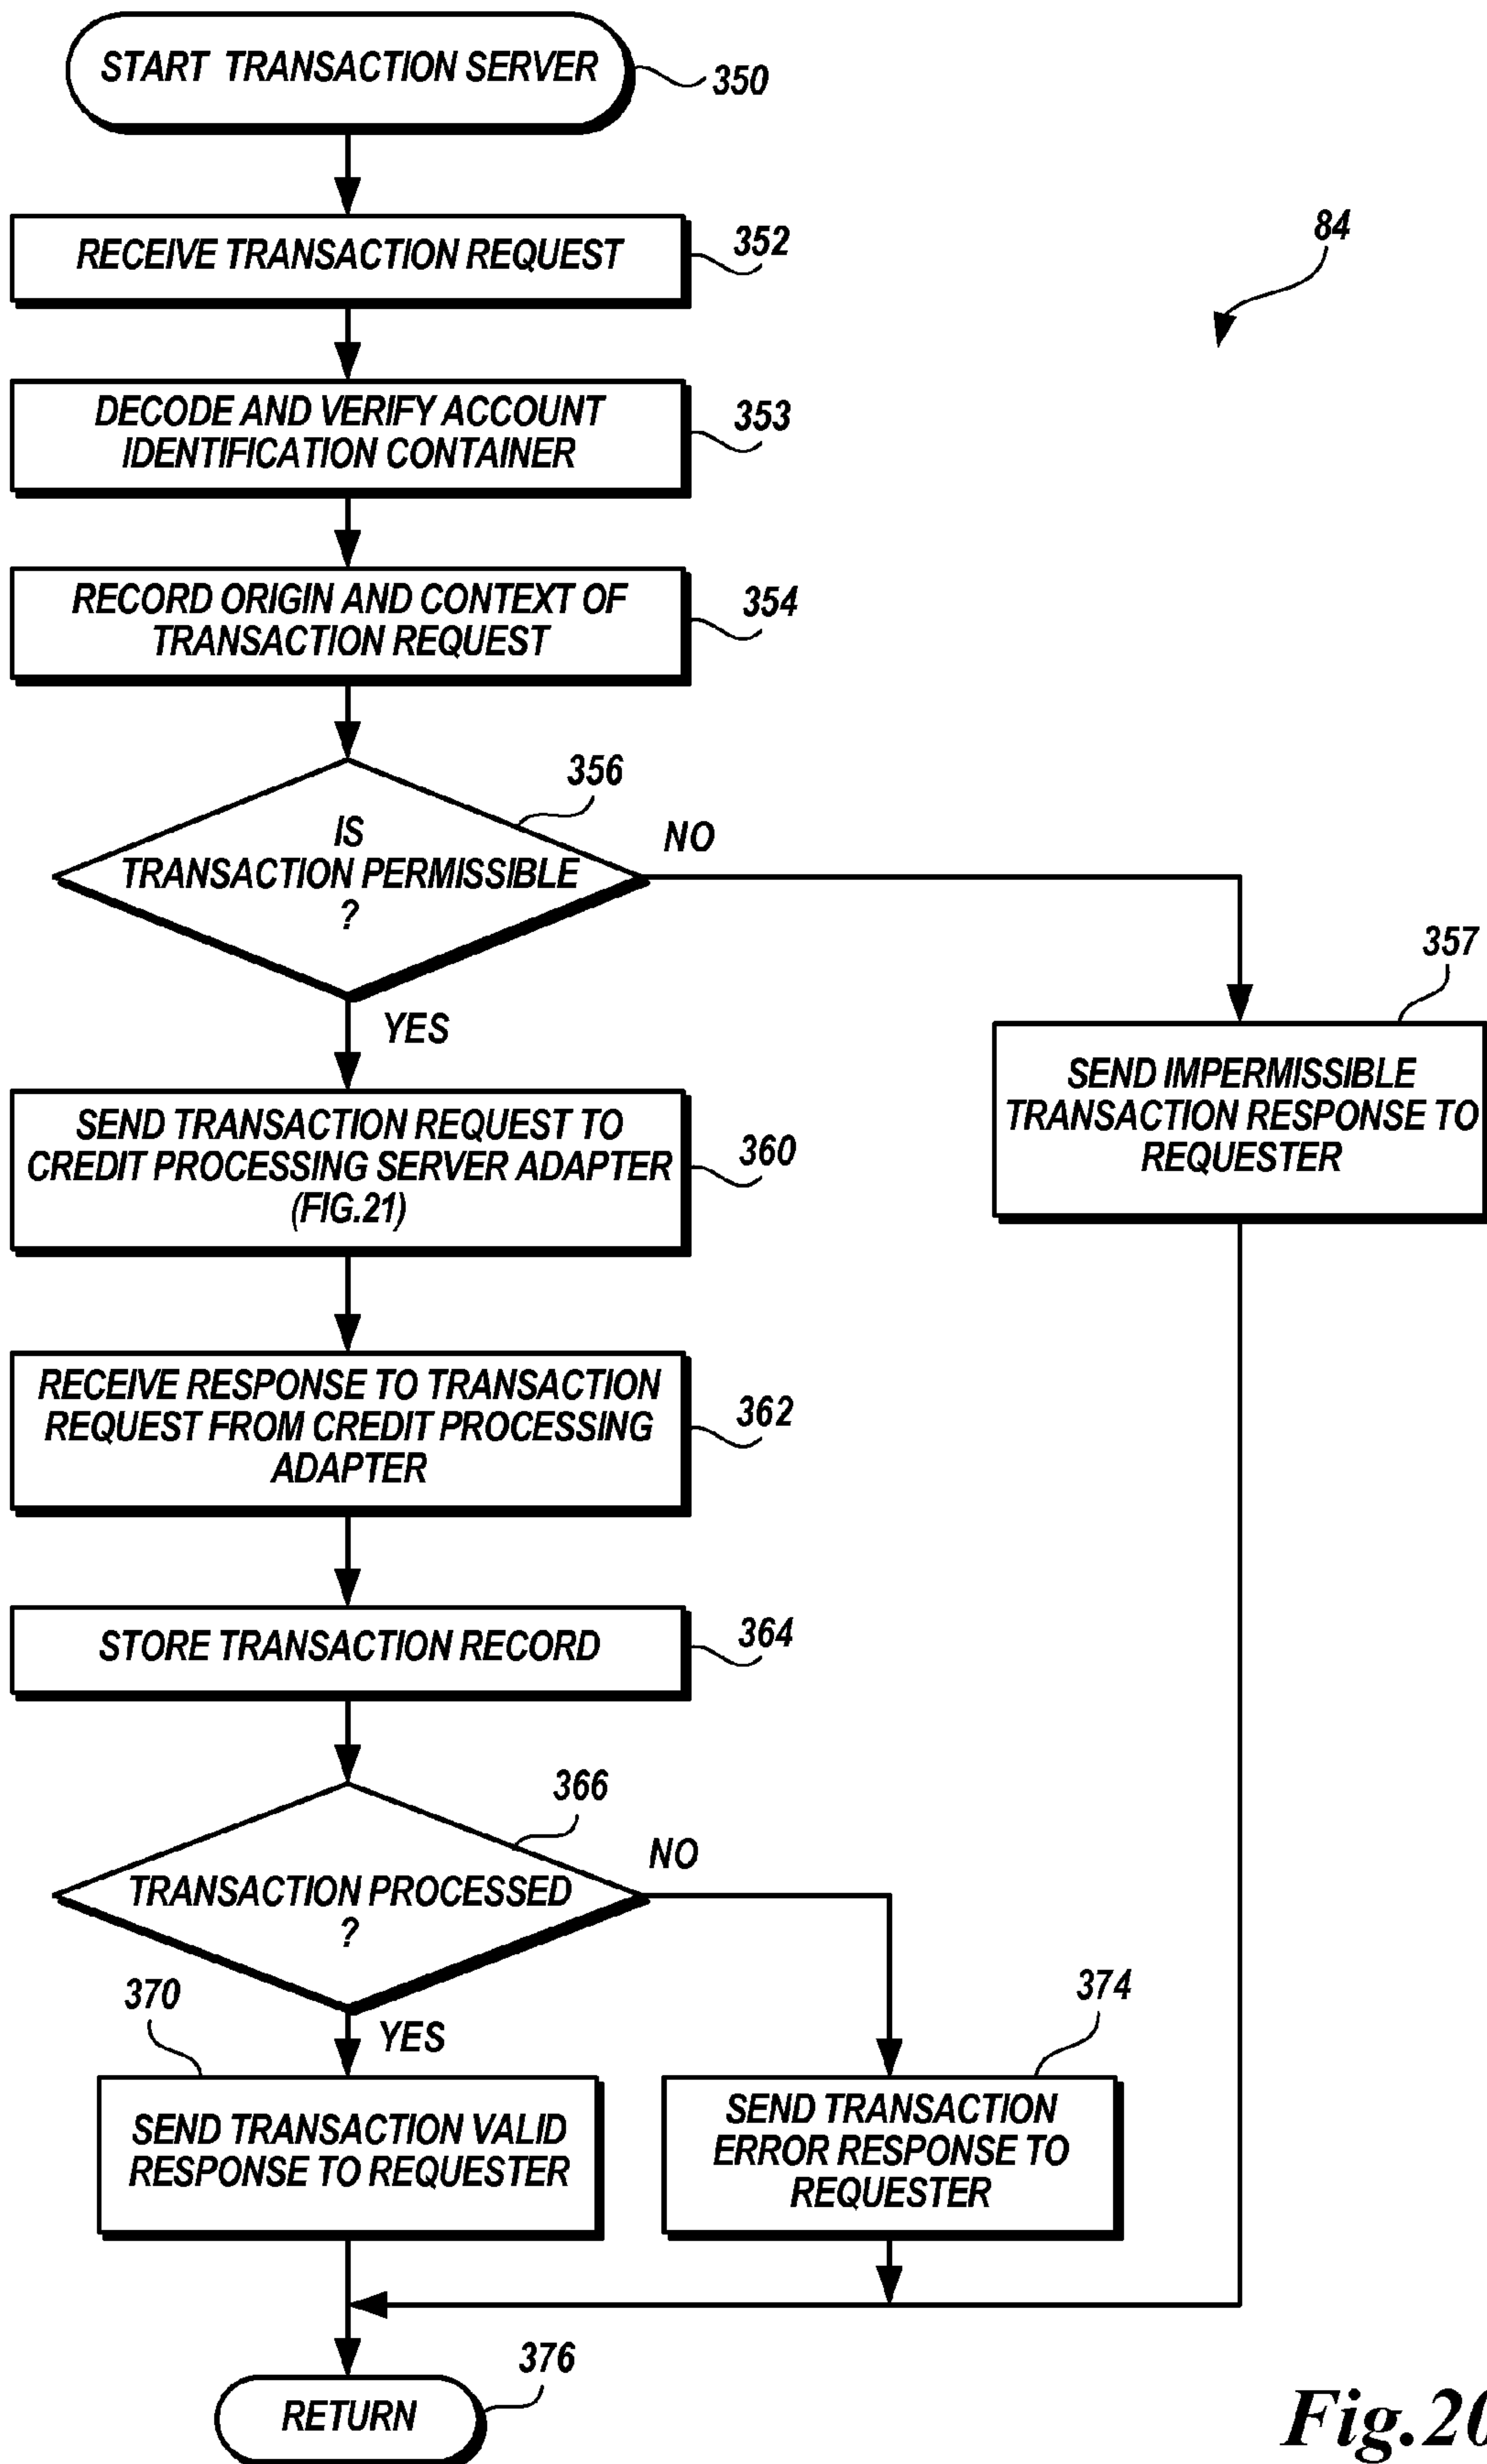 START TRANSACTION SERVER
350
RECEIVE TRANSACTION REQUEST
352
84
DECODE AND VERIFY ACCOUNT
IDENTIFICATION CONTAINER
353
RECORD ORIGIN AND CONTEXT OF
TRANSACTION REQUEST
354
356
IS
TRANSACTION PERMISSIBLE
?
NO
YES
357
SEND IMPERMISSIBLE
TRANSACTION RESPONSE TO
REQUESTER
SEND TRANSACTION REQUEST TO
CREDIT PROCESSING SERVER ADAPTER
(FIG.21)
360
RECEIVE RESPONSE TO TRANSACTION
REQUEST FROM CREDIT PROCESSING
ADAPTER
362
STORE TRANSACTION RECORD
364
366
TRANSACTION PROCESSED
?
NO
YES
370
SEND TRANSACTION VALID
RESPONSE TO REQUESTER
374
SEND TRANSACTION
ERROR RESPONSE TO
REQUESTER
RETURN
376
Fig.20